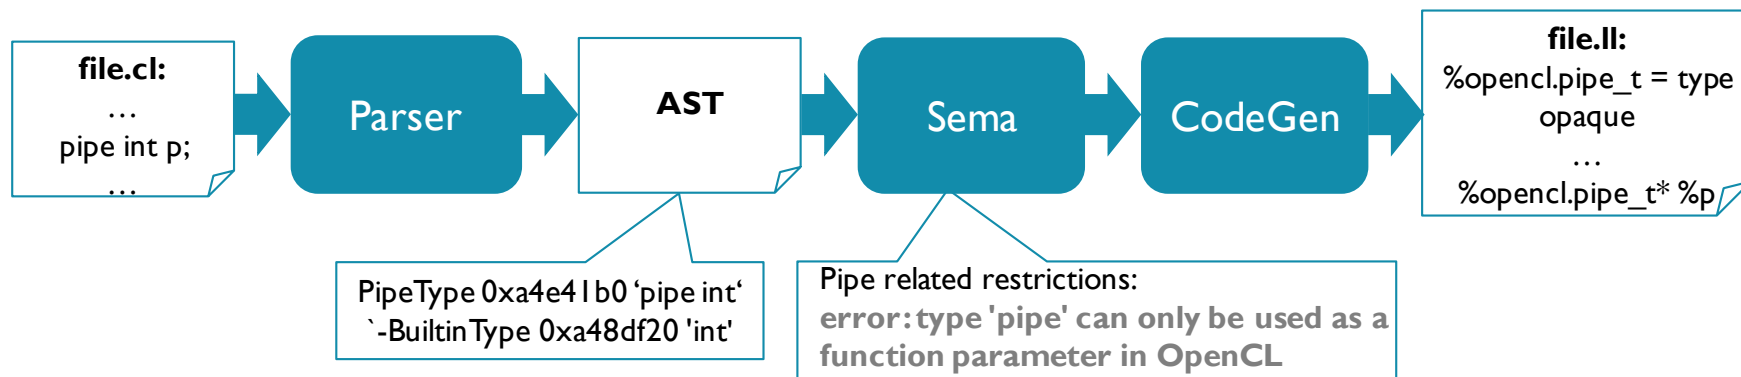 file.cl:
…
pipe int p;
…
Parser
AST
Sema
CodeGen
file.ll:
%opencl.pipe_t = type
opaque
…
%opencl.pipe_t* %p
PipeType 0xa4e41b0 ‘pipe int‘
`-BuiltinType 0xa48df20 'int'
Pipe related restrictions:
error: type 'pipe' can only be used as a
function parameter in OpenCL